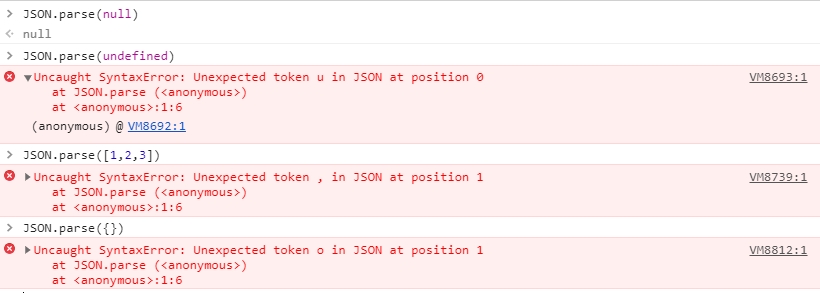 JSON.parse(null)
null
JSON.parse(undefined)
Uncaught SyntaxError: Unexpected token u in JSON at position 0 VM8693:1
at JSON.parse (<anonymous>)
at <anonymous>:1:6
(anonymous) @ VM8692:1
JSON.parse([1,2,3])
Uncaught SyntaxError: Unexpected token , in JSON at position 1 VM8739:1
at JSON.parse (<anonymous>)
at <anonymous>:1:6
JSON.parse({})
Uncaught SyntaxError: Unexpected token o in JSON at position 1 VM8812:1
at JSON.parse (<anonymous>)
at <anonymous>:1:6